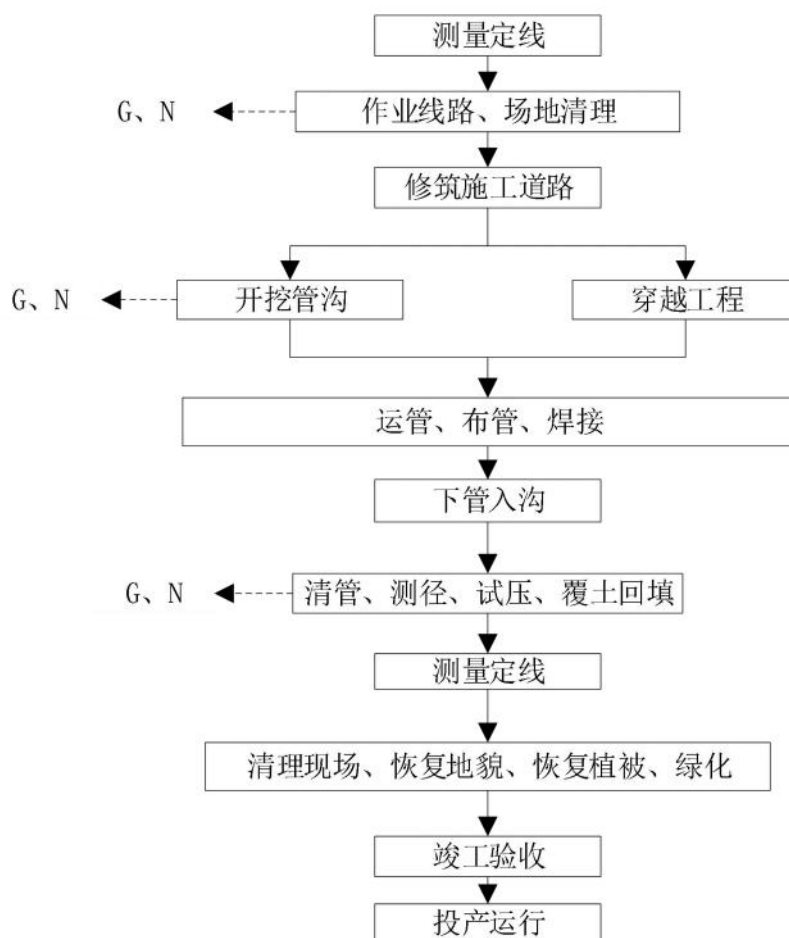 测量定线
G、N
作业线路、场地清理
修筑施工道路
G、N
开挖管沟
穿越工程
运管、布管、焊接
下管入沟
G、N
清管、测径、试压、覆土回填
测量定线
清理现场、恢复地貌、恢复植被、绿化
竣工验收
投产运行